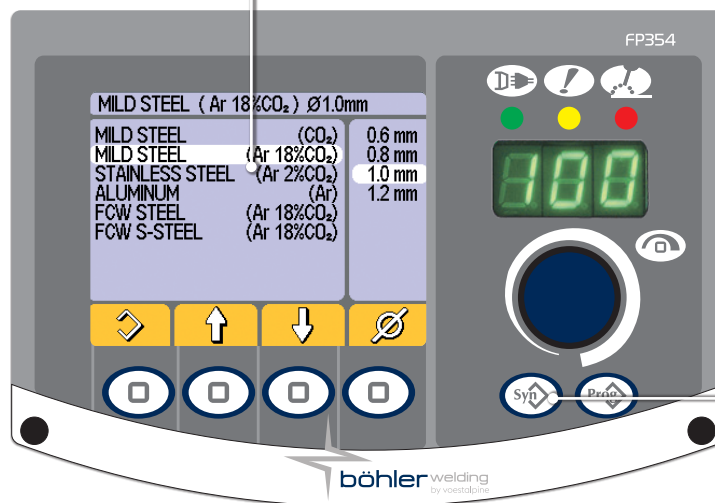 FP354
MILD STEEL ( Ar 18%CO₂ ) Ø1.0mm
MILD STEEL (CO₂) 0.6 mm
MILD STEEL (Ar 18%CO₂) 0.8 mm
STAINLESS STEEL (Ar 2%CO₂) 1.0 mm
ALUMINUM (Ar) 1.2 mm
FCW STEEL (Ar 18%CO₂)
FCW S-STEEL (Ar 18%CO₂)
100
Syn Prog
böhler welding
by voestalpine